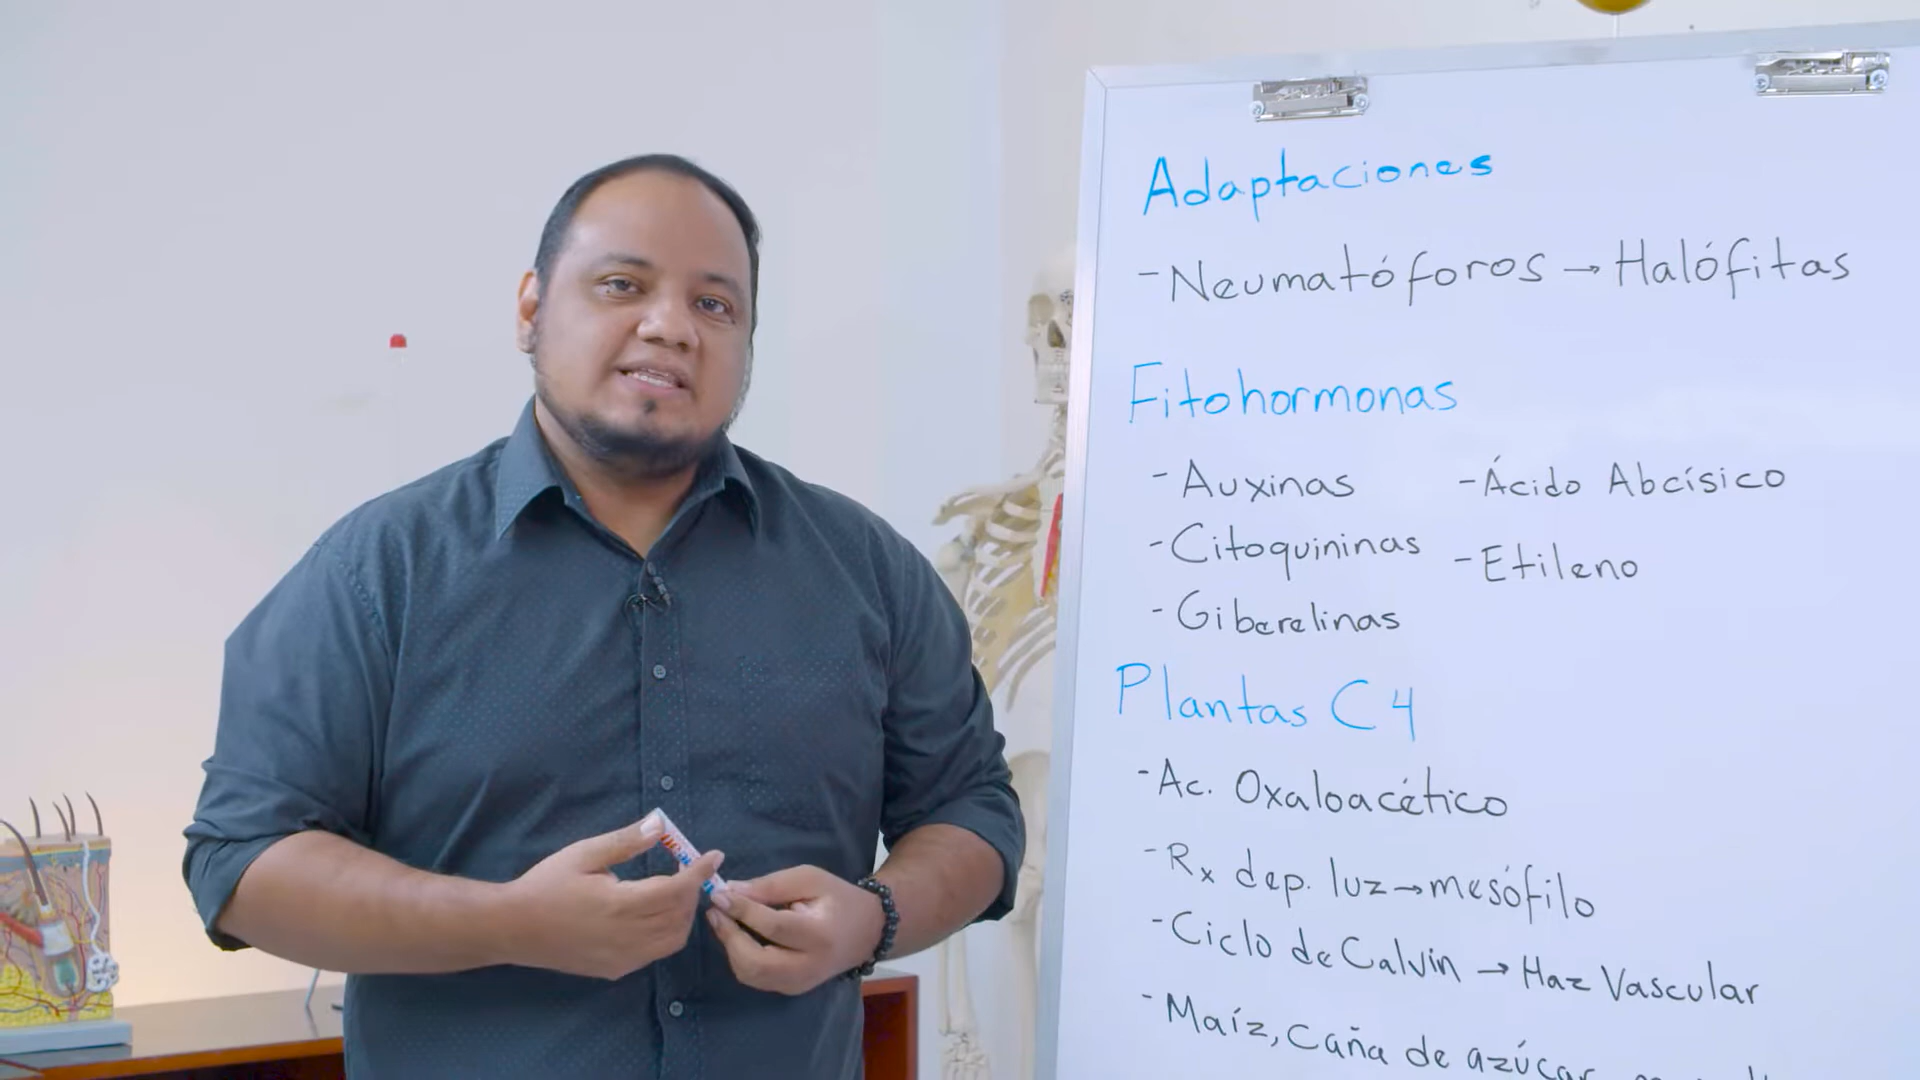 Adaptaciones
- Neumatóforos → Halófitas
Fitohormonas
- Auxinas
- Citoquininas
- Giberelinas
- Ácido Abcísico
- Etileno
Plantas C4
- Ac. Oxaloacético
- Rx dep. luz → mesófilo
- Ciclo de Calvin → Haz Vascular
- Maíz, Caña de azúcar